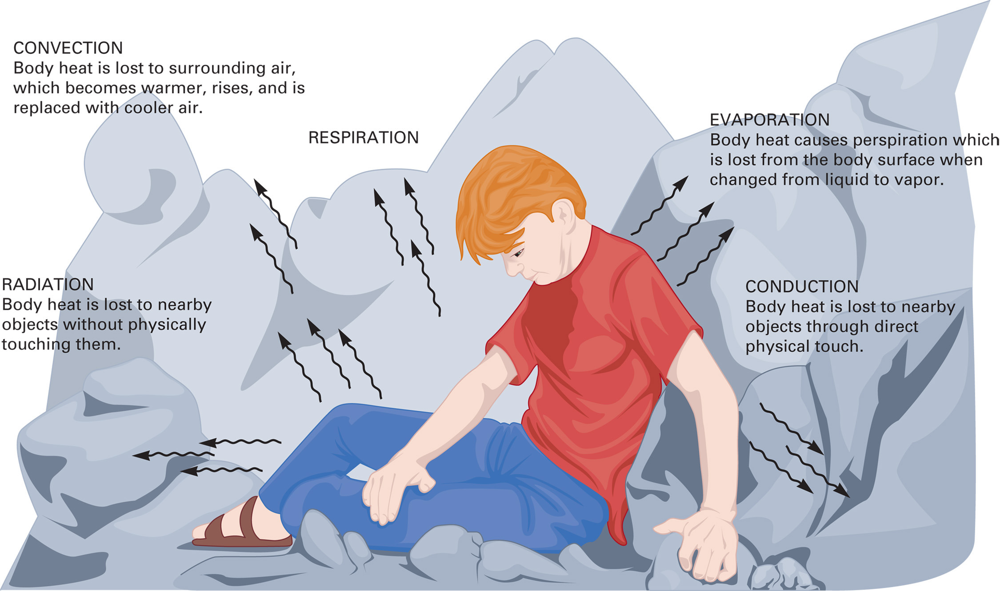 CONVECTION
Body heat is lost to surrounding air,
which becomes warmer, rises, and is
replaced with cooler air.
RESPIRATION
EVAPORATION
Body heat causes perspiration which
is lost from the body surface when
changed from liquid to vapor.
RADIATION
Body heat is lost to nearby
objects without physically
touching them.
CONDUCTION
Body heat is lost to nearby
objects through direct
physical touch.